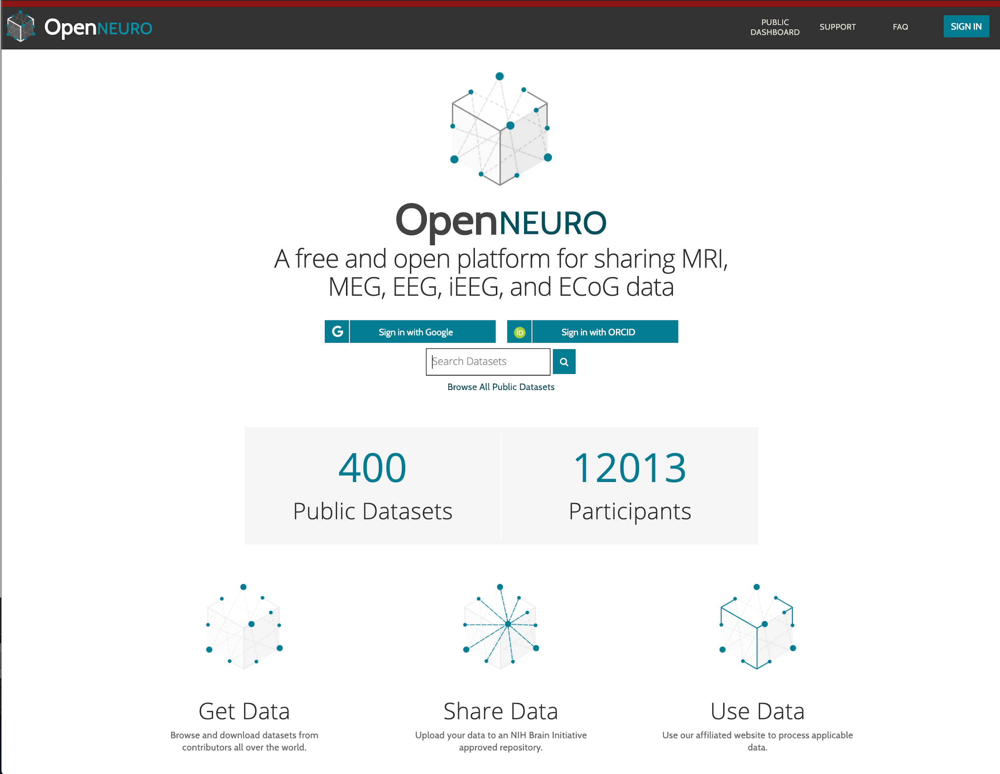 OpenNEURO
PUBLIC
DASHBOARD
SUPPORT
FAQ
SIGN IN
OpenNEURO
A free and open platform for sharing MRI,
MEG, EEG, iEEG, and ECoG data
G
Sign in with Google
iD
Sign in with ORCID
Search Datasets
Browse All Public Datasets
400
Public Datasets
12013
Participants
Get Data
Browse and download datasets from
contributors all over the world.
Share Data
Upload your data to an NIH Brain Initiative
approved repository.
Use Data
Use our affiliated website to process applicable
data.